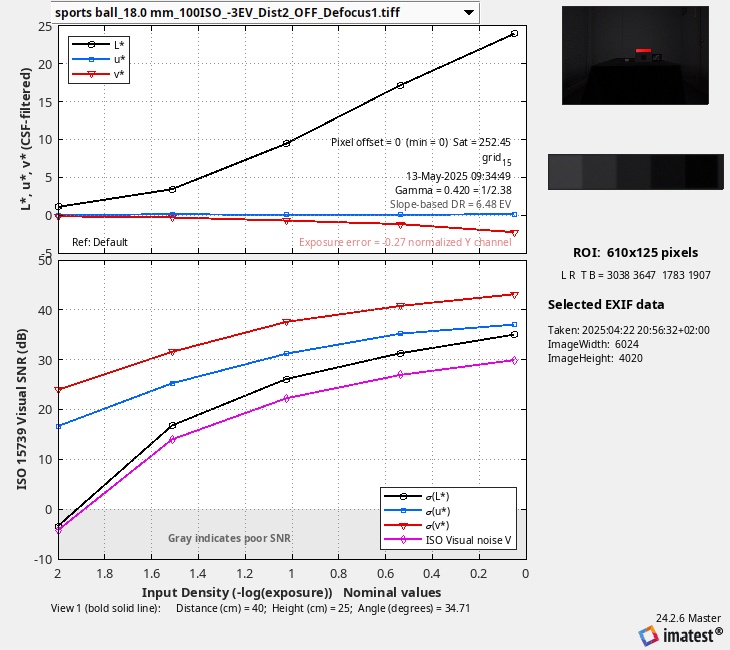 sports ball_18.0 mm_100ISO_-3EV_Dist2_OFF_Defocus1.tiff
25
20
15
10
5
0
-5
L*, u*, v* (CSF-filtered)
L*
u*
v*
Pixel offset = 0 (min = 0) Sat = 252.45
grid15
13-May-2025 09:34:49
Gamma = 0.420 = 1/2.38
Slope-based DR = 6.48 EV
Ref: Default
Exposure error = -0.27 normalized Y channel
50
40
30
20
10
0
-10
ISO 15739 Visual SNR (dB)
𝜎(L*)
𝜎(u*)
𝜎(v*)
ISO Visual noise V
Gray indicates poor SNR
2 1.8 1.6 1.4 1.2 1 0.8 0.6 0.4 0.2 0
Input Density (-log(exposure)) Nominal values
View 1 (bold solid line): Distance (cm) = 40; Height (cm) = 25; Angle (degrees) = 34.71
ROI: 610x125 pixels
L R T B = 3038 3647 1783 1907
Selected EXIF data
Taken: 2025:04:22 20:56:32+02:00
ImageWidth: 6024
ImageHeight: 4020
24.2.6 Master
imatest®